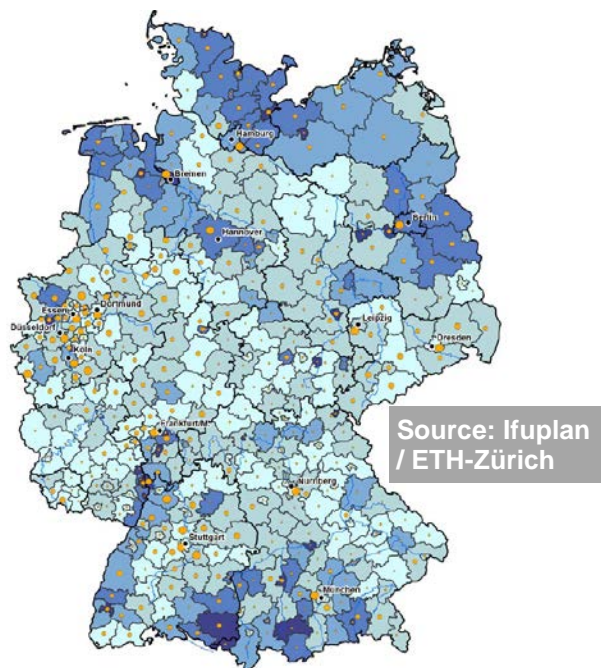 Hamburg
Bremen
Berlin
Hannover
Essen
Dortmund
Düsseldorf
Köln
Leipzig
Dresden
Frankfurt/M.
Source: Ifuplan
/ ETH-Zürich
Nürnberg
Stuttgart
München